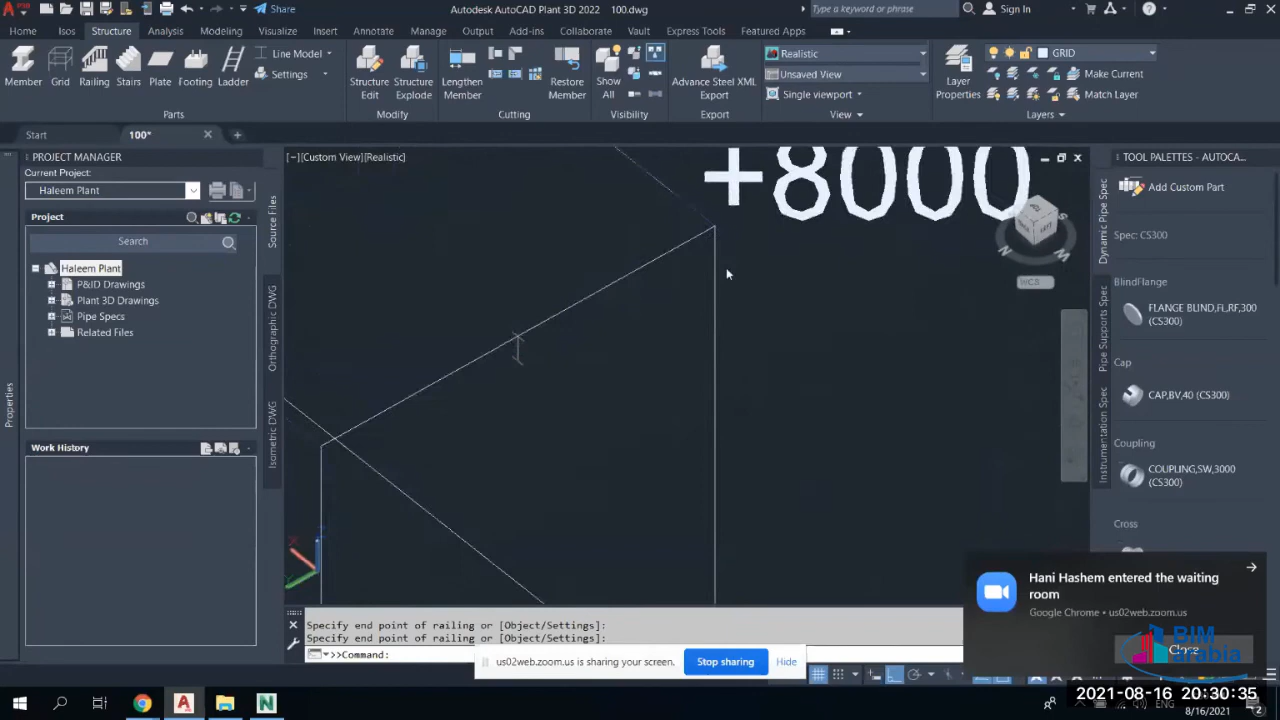 Share
Autodesk AutoCAD Plant 3D 2022 100.dwg
Type a keyword or phrase
Sign In
Home
Isos
Structure
Analysis
Modeling
Visualize
Insert
Annotate
Manage
Output
Add-ins
Collaborate
Vault
Express Tools
Featured Apps
Member
Grid
Railing
Stairs
Plate
Footing
Ladder
Line Model
Settings
Parts
Structure Edit
Structure Explode
Modify
Lengthen Member
Restore Member
Cutting
Show All
Visibility
Advance Steel XML Export
Export
Realistic
Unsaved View
Single viewport
View
Layer Properties
GRID
Make Current
Match Layer
Layers
Start
100*
PROJECT MANAGER
Current Project:
Haleem Plant
Project
Search
Haleem Plant
P&ID Drawings
Plant 3D Drawings
Pipe Specs
Related Files
Work History
Properties
Source Files
Orthographic DWG
Isometric DWG
[−][Custom View][Realistic]
+8000
WCS
TOOL PALETTES - AUTOCA...
Dynamic Pipe Spec
Pipe Supports Spec
Instrumentation Spec
Add Custom Part
Spec: CS300
BlindFlange
FLANGE BLIND,FL,RF,300 (CS300)
Cap
CAP,BV,40 (CS300)
Coupling
COUPLING,SW,3000 (CS300)
Cross
Specify end point of railing or [Object/Settings]:
Specify end point of railing or [Object/Settings]:
>>Command:
us02web.zoom.us is sharing your screen.
Stop sharing
Hide
Hani Hashem entered the waiting room
Google Chrome • us02web.zoom.us
Close
BIM
arabia
2021-08-16 20:30:35
ENG
8/16/2021